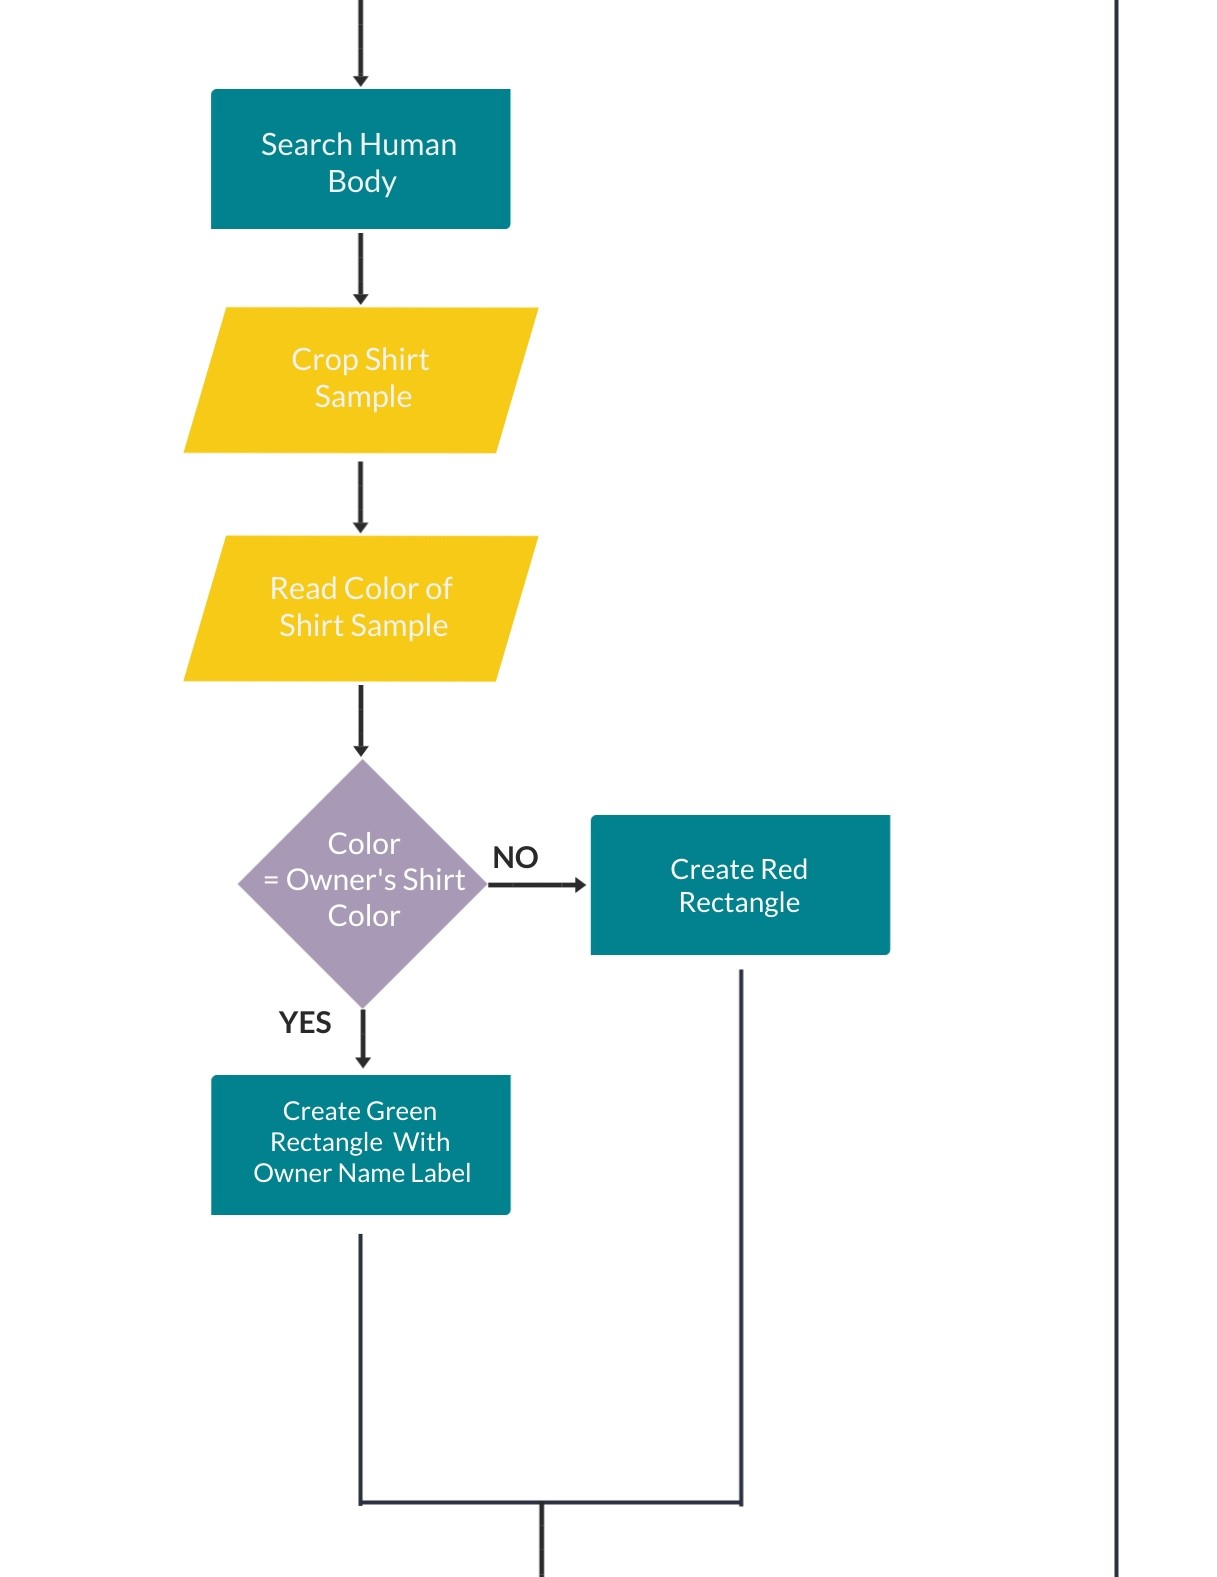 Search Human
Body
Crop Shirt
Sample
Read Color of
Shirt Sample
Color
= Owner's Shirt
Color
NO
Create Red
Rectangle
YES
Create Green
Rectangle With
Owner Name Label